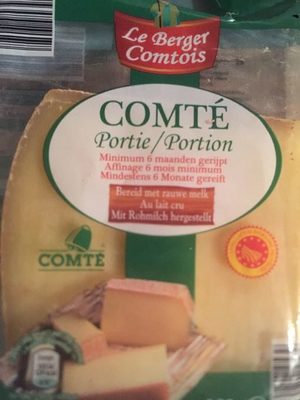 Le Berger
Comtois
COMTÉ
Portie/Portion
Minimum 6 maanden gerijpt
Affinage 6 mois minimum
Mindestens 6 Monate gereift
Bereid met rauwe melk
Au lait cru
Mit Rohmilch hergestellt
COMTÉ